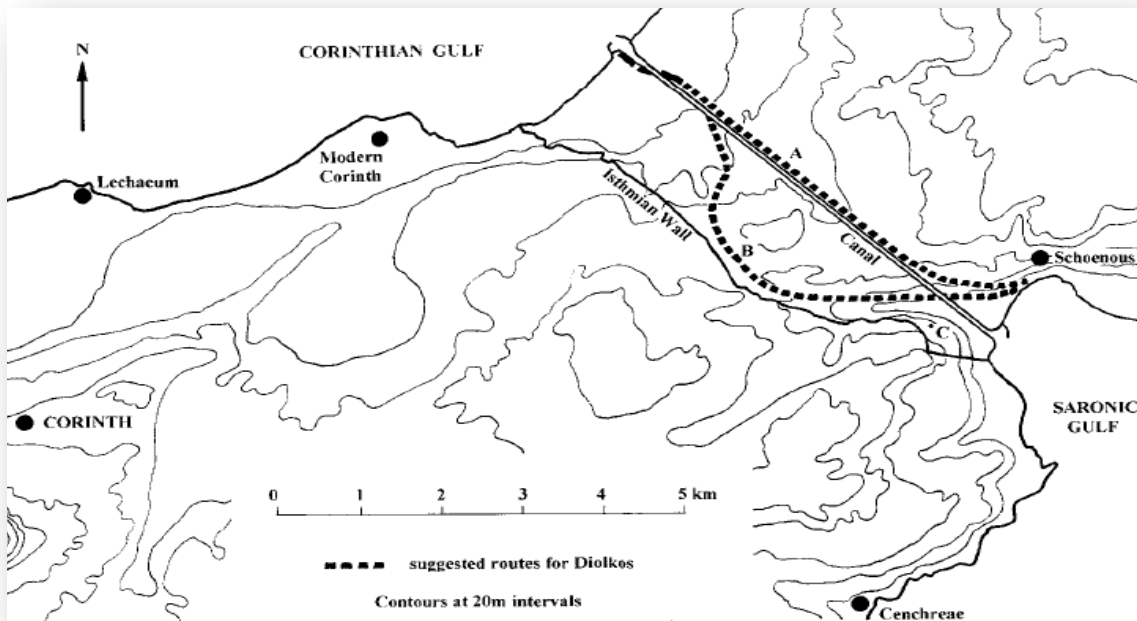 CORINTHIAN GULF
N
Modern
Corinth
Lechaeum
Isthmian Wall
A
B
Canal
Schoenous
C
CORINTH
SARONIC
GULF
0 1 2 3 4 5 km
suggested routes for Diolkos
Contours at 20m intervals
Cenchreae